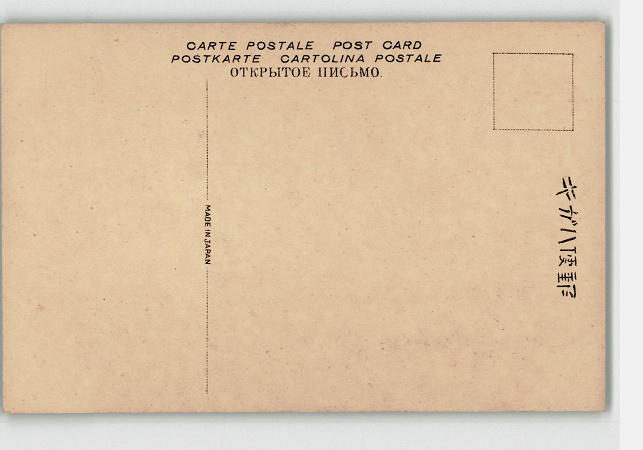 CARTE POSTALE POST CARD
POSTKARTE CARTOLINA POSTALE
ОТКРЫТОЕ ПИСЬМО.
MADE IN JAPAN
キガハ便郵